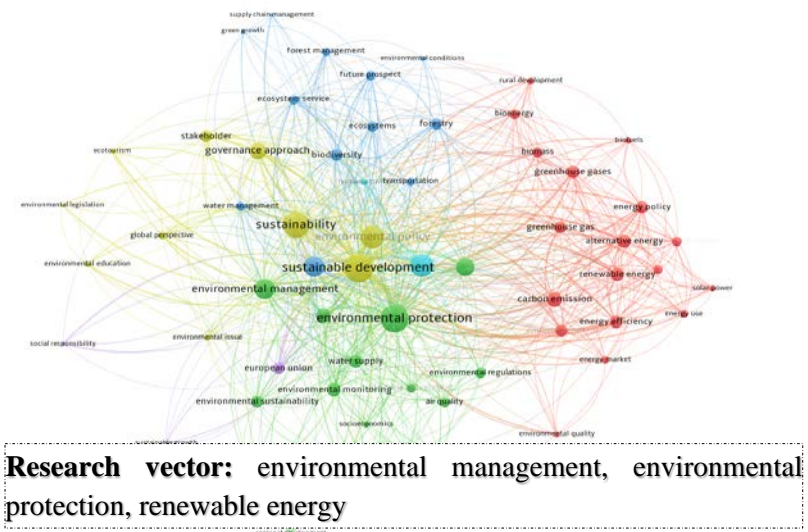 supply chainmanagement
green growth
forest management
environmental conditions
future prospect
rural development
ecosystem service
bioenergy
stakeholder
ecosystems
forestry
biofuels
ecotourism
governance approach
biodiversity
biomass
greenhouse gases
transportation
environmental legislation
water management
energy policy
sustainability
greenhouse gas
global perspective
environmental policy
alternative energy
environmental education
sustainable development
renewable energy
environmental management
solar power
carbon emission
energy use
environmental protection
energy efficiency
social responsibility
environmental issue
european union
water supply
energy market
environmental regulations
environmental monitoring
environmental sustainability
air quality
socioeconomics
environmental quality
sustainable growth
Research vector: environmental management, environmental
protection, renewable energy